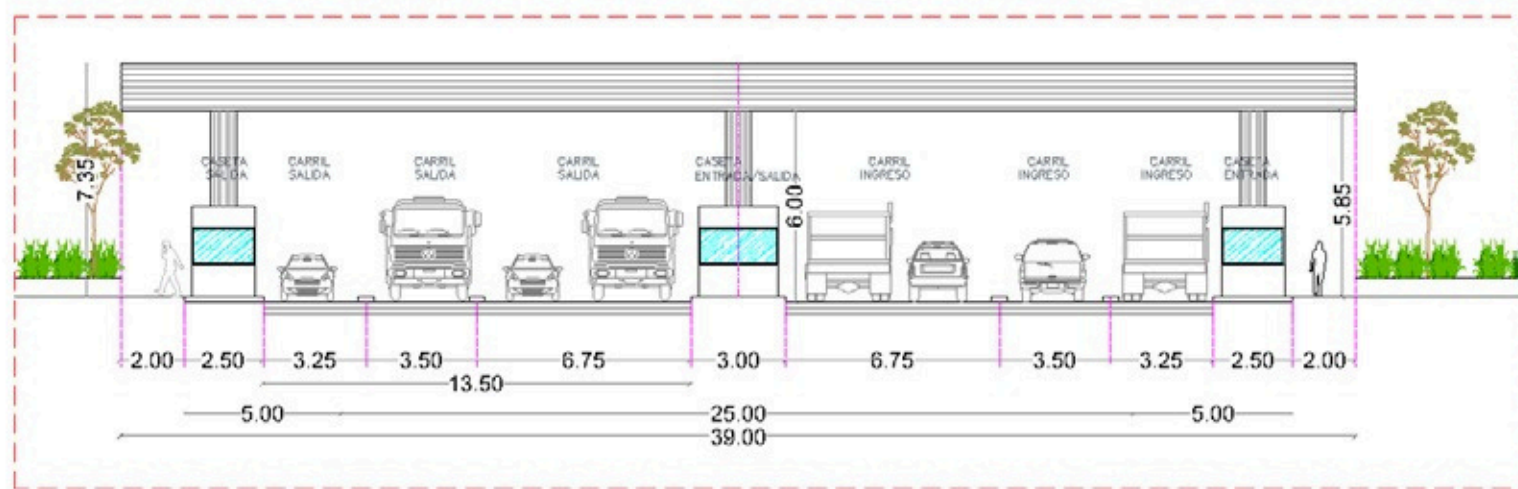 CASETA
SALIDA
CARRIL
SALIDA
CARRIL
SALIDA
CARRIL
SALIDA
CASETA
ENTRADA/SALIDA
CARRIL
INGRESO
CARRIL
INGRESO
CARRIL
INGRESO
CASETA
ENTRADA
7.35
6.00
5.85
2.00 2.50 3.25 3.50 6.75 3.00 6.75 3.50 3.25 2.50 2.00
13.50
5.00 25.00 5.00
39.00